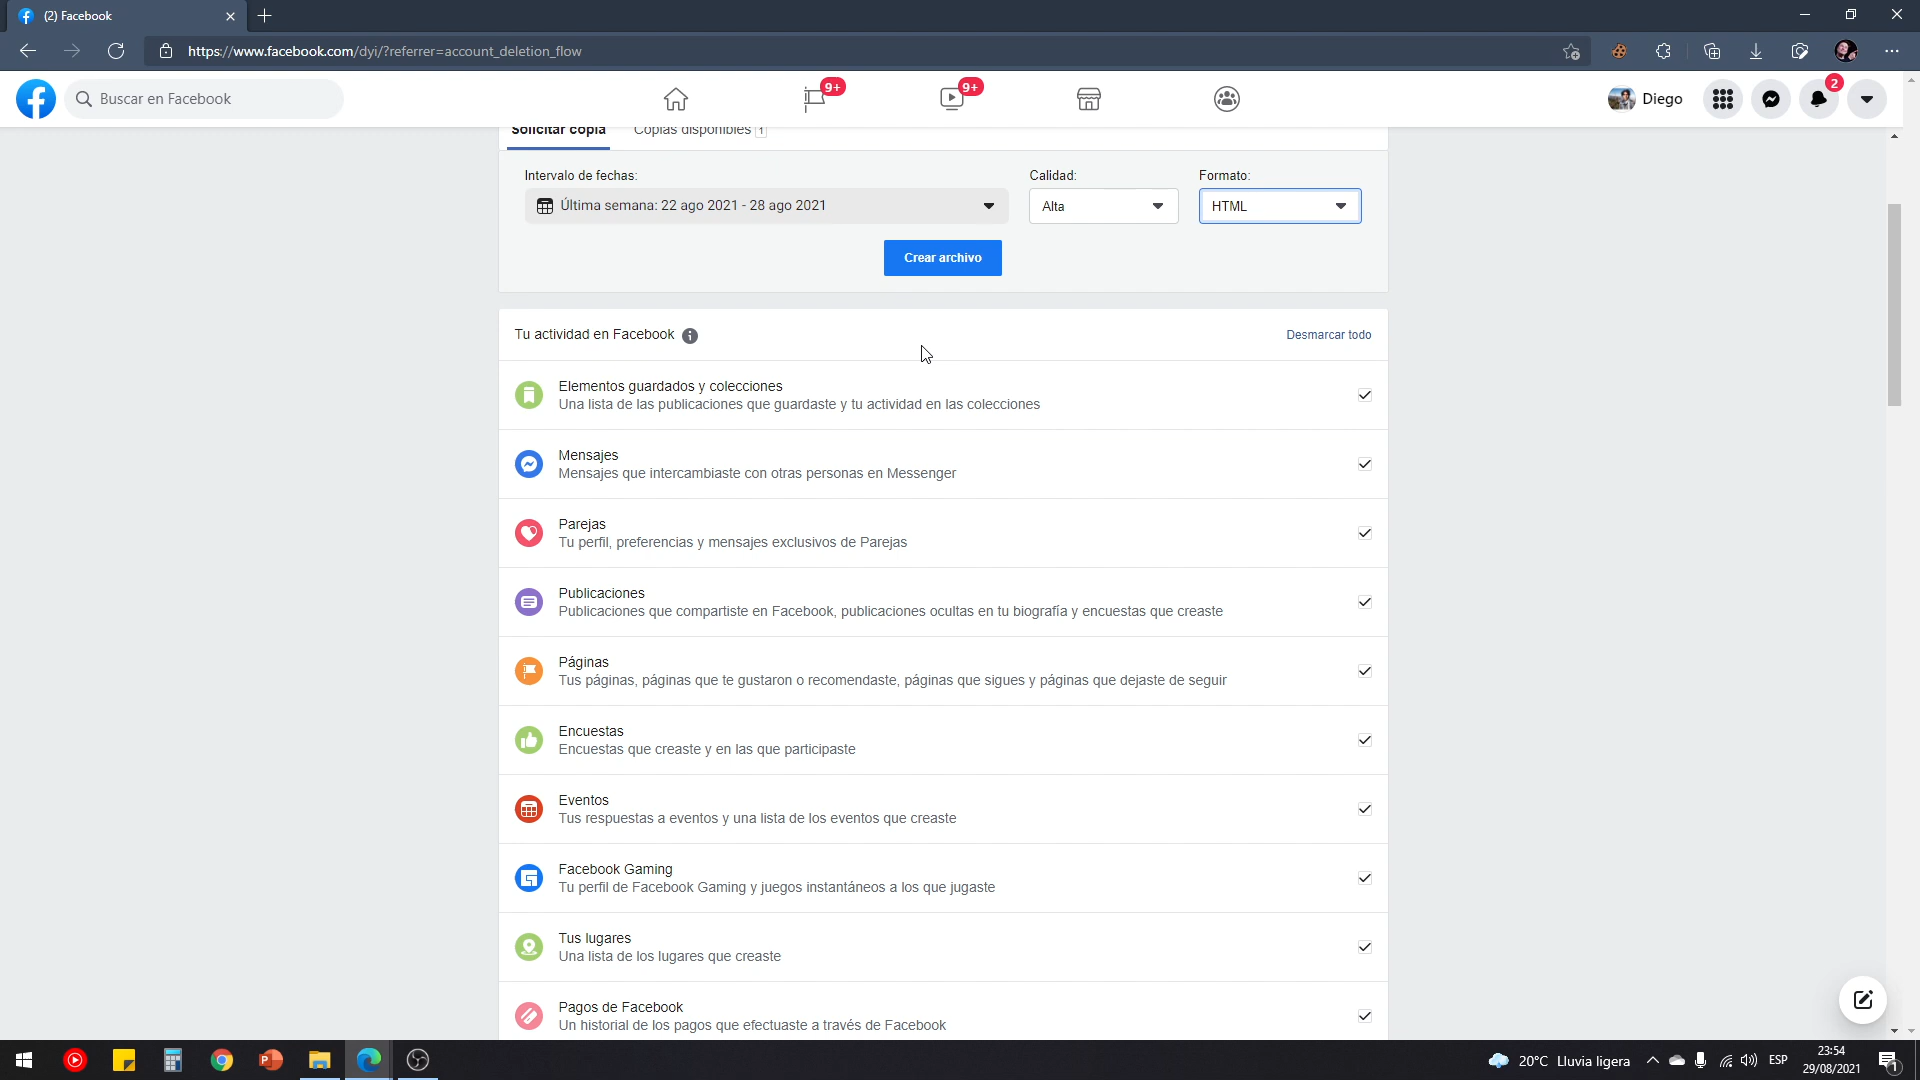 (2) Facebook
https://www.facebook.com/dyi/?referrer=account_deletion_flow
Buscar en Facebook
9+
9+
Diego
2
Solicitar copia
Copias disponibles 1
Intervalo de fechas:
Calidad:
Formato:
Última semana: 22 ago 2021 - 28 ago 2021
Alta
HTML
Crear archivo
Tu actividad en Facebook
Desmarcar todo
Elementos guardados y colecciones
Una lista de las publicaciones que guardaste y tu actividad en las colecciones
Mensajes
Mensajes que intercambiaste con otras personas en Messenger
Parejas
Tu perfil, preferencias y mensajes exclusivos de Parejas
Publicaciones
Publicaciones que compartiste en Facebook, publicaciones ocultas en tu biografía y encuestas que creaste
Páginas
Tus páginas, páginas que te gustaron o recomendaste, páginas que sigues y páginas que dejaste de seguir
Encuestas
Encuestas que creaste y en las que participaste
Eventos
Tus respuestas a eventos y una lista de los eventos que creaste
Facebook Gaming
Tu perfil de Facebook Gaming y juegos instantáneos a los que jugaste
Tus lugares
Una lista de los lugares que creaste
Pagos de Facebook
Un historial de los pagos que efectuaste a través de Facebook
20°C Lluvia ligera
ESP
23:54
29/08/2021
1